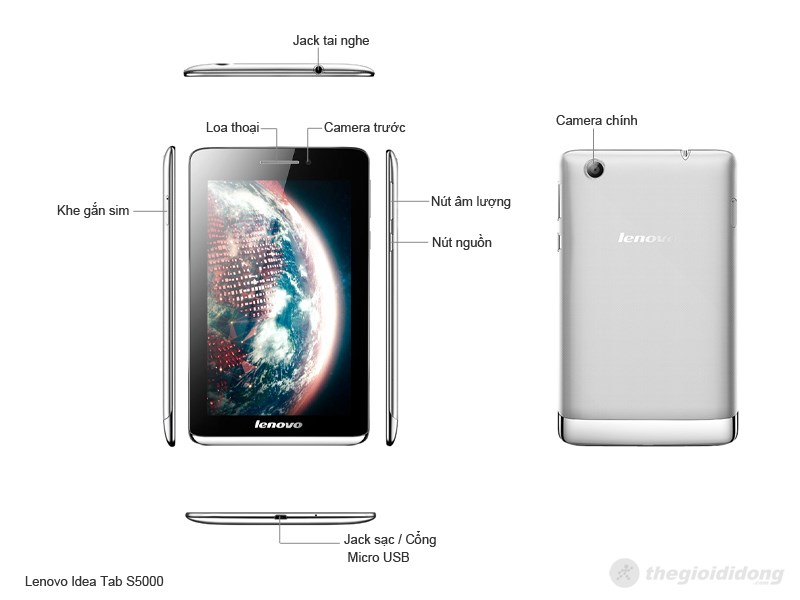 Jack tai nghe
Loa thoại
Camera trước
Camera chính
Khe gắn sim
Nút âm lượng
Nút nguồn
lenovo
lenovo
Jack sạc / Cổng
Micro USB
Lenovo Idea Tab S5000
thegioididong
.com